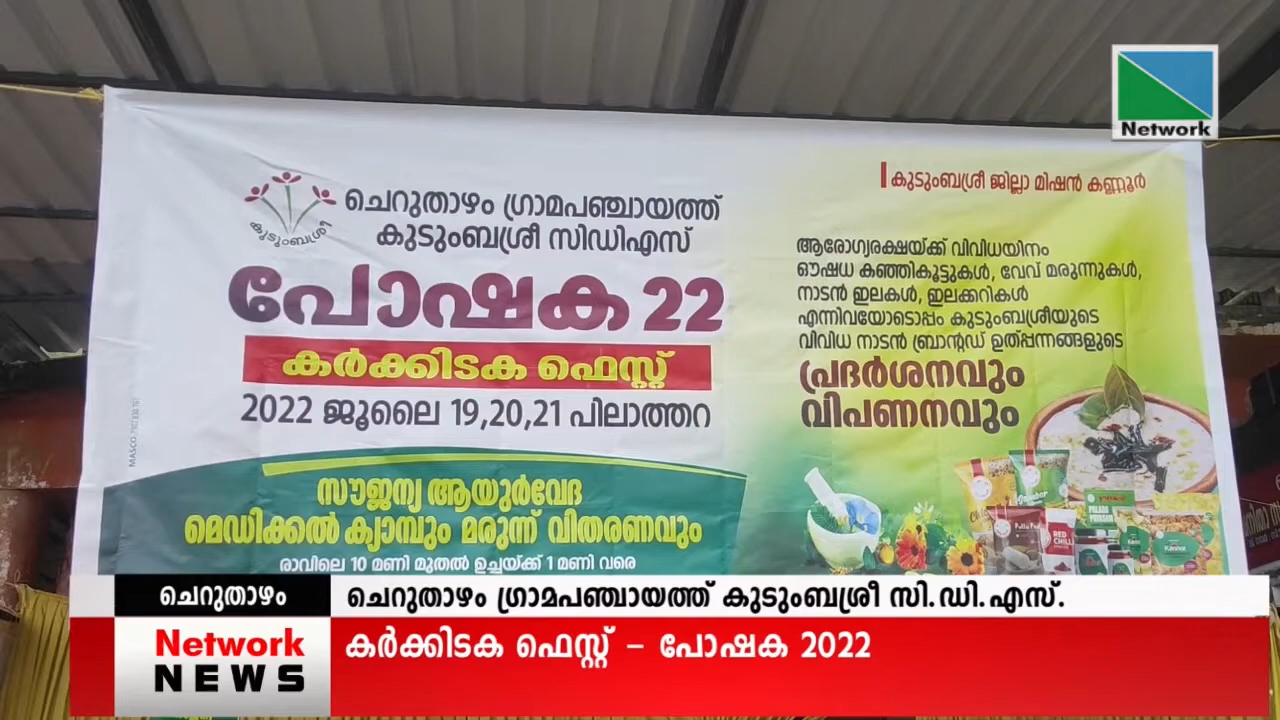 Network
കുടുംബശ്രീ ജില്ലാ മിഷൻ കണ്ണൂർ
കുടുംബശ്രീ
ചെറുതാഴം ഗ്രാമപഞ്ചായത്ത്
കുടുംബശ്രീ സിഡിഎസ്
പോഷക 22
കർക്കിടക ഫെസ്റ്റ്
2022 ജൂലൈ 19,20,21 പിലാത്തറ
സൗജന്യ ആയുർവേദ
മെഡിക്കൽ ക്യാമ്പും മരുന്ന് വിതരണവും
രാവിലെ 10 മണി മുതൽ ഉച്ചയ്ക്ക് 1 മണി വരെ
ആരോഗ്യരക്ഷയ്ക്ക് വിവിധയിനം
ഔഷധ കഞ്ഞികൂട്ടുകൾ, വേവ് മരുന്നുകൾ,
നാടൻ ഇലകൾ, ഇലക്കറികൾ
എന്നിവയോടൊപ്പം കുടുംബശ്രീയുടെ
വിവിധ നാടൻ ബ്രാന്റഡ് ഉത്പ്പന്നങ്ങളുടെ
പ്രദർശനവും
വിപണനവും
RED
CHILLI
ചെറുതാഴം
ചെറുതാഴം ഗ്രാമപഞ്ചായത്ത് കുടുംബശ്രീ സി.ഡി.എസ്.
Network
NEWS
കർക്കിടക ഫെസ്റ്റ് - പോഷക 2022